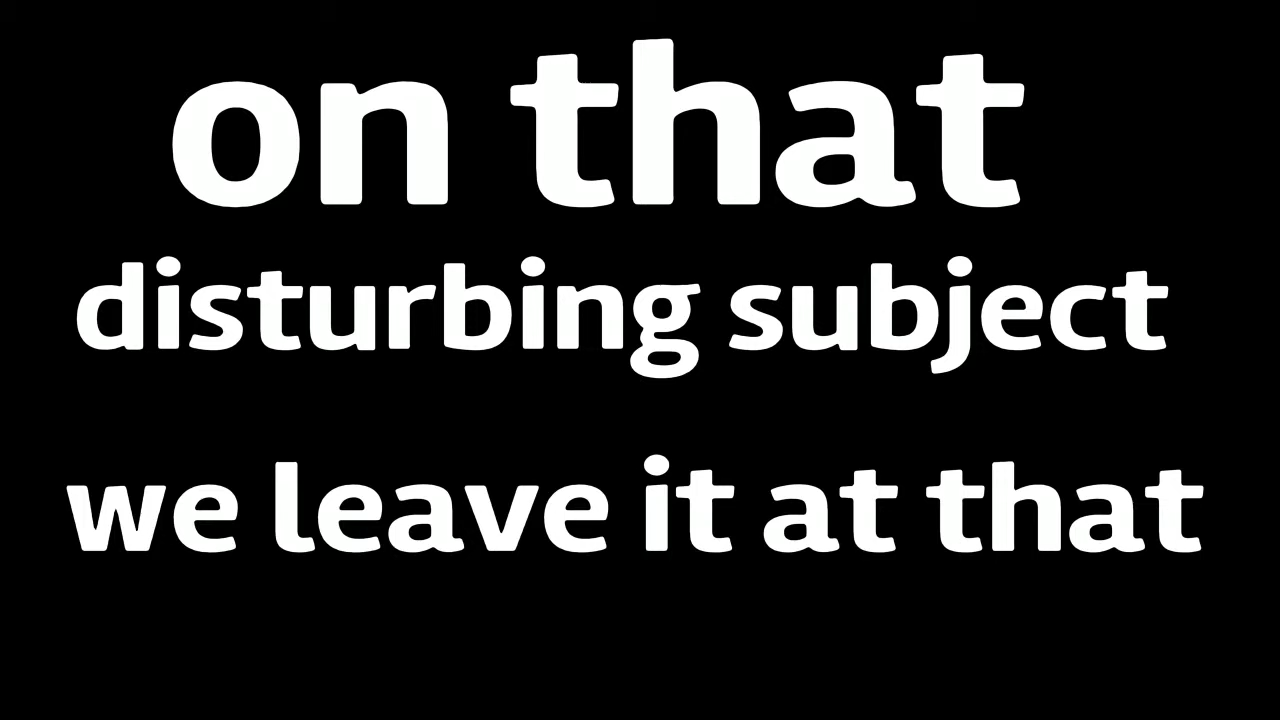 on that
disturbing subject
we leave it at that